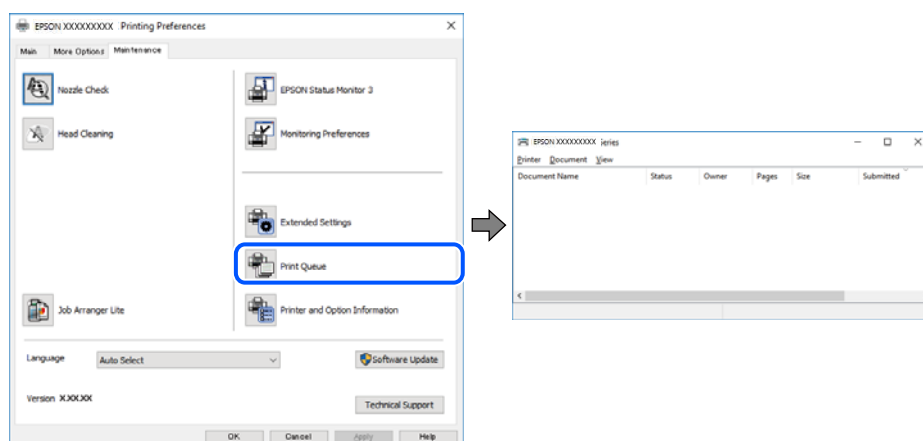 EPSON XXXXXXXXX Printing Preferences
Main More Options Maintenance
Nozzle Check
EPSON Status Monitor 3
Head Cleaning
Monitoring Preferences
Extended Settings
Print Queue
Job Arranger Lite
Printer and Option Information
Language Auto Select Software Update
Version X.XX.XX
Technical Support
OK Cancel Apply Help
EPSON XXXXXXXXX jeries
Printer Document View
Document Name Status Owner Pages Size Submitted